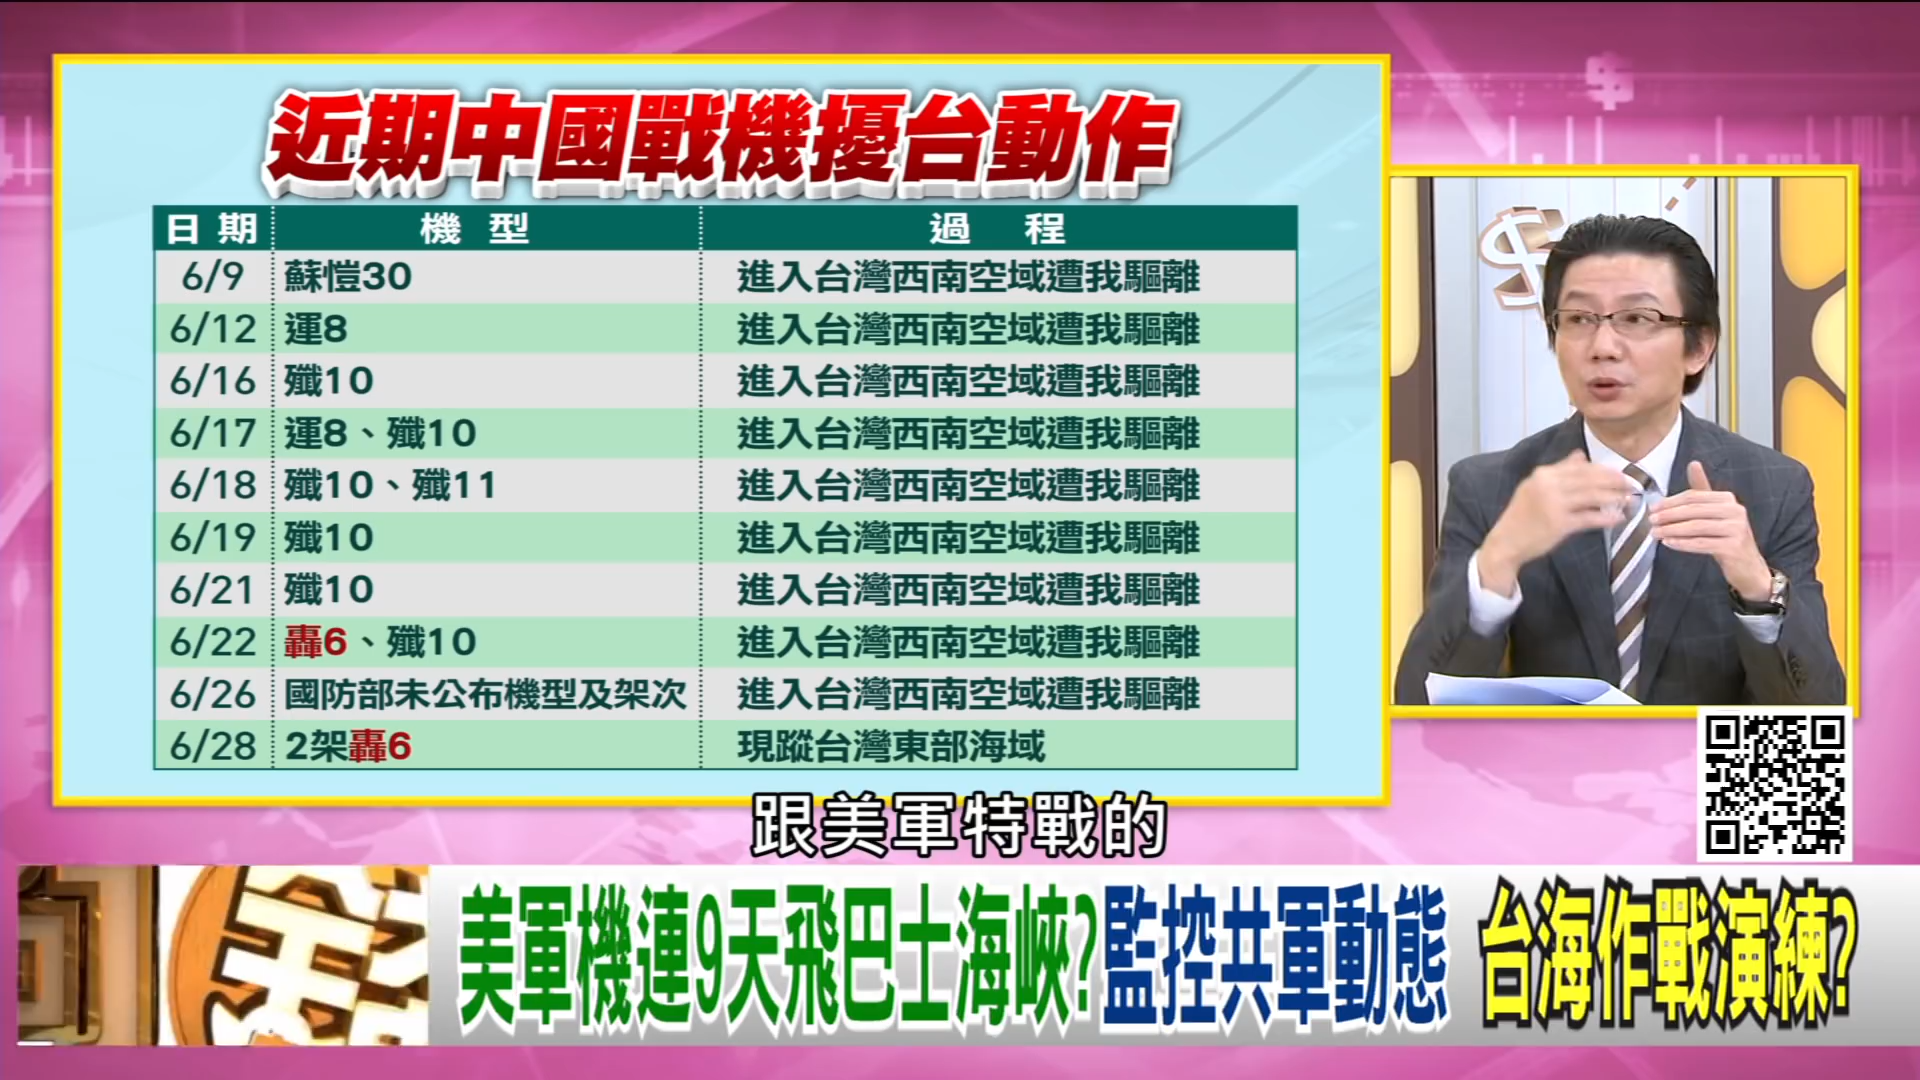 近期中國戰機擾台動作
日期 機型 過程
6/9 蘇愷30 進入台灣西南空域遭我驅離
6/12 運8 進入台灣西南空域遭我驅離
6/16 殲10 進入台灣西南空域遭我驅離
6/17 運8、殲10 進入台灣西南空域遭我驅離
6/18 殲10、殲11 進入台灣西南空域遭我驅離
6/19 殲10 進入台灣西南空域遭我驅離
6/21 殲10 進入台灣西南空域遭我驅離
6/22 轟6、殲10 進入台灣西南空域遭我驅離
6/26 國防部未公布機型及架次 進入台灣西南空域遭我驅離
6/28 2架轟6 現蹤台灣東部海域
$
跟美軍特戰的
美軍機連9天飛巴士海峽?監控共軍動態 台海作戰演練?